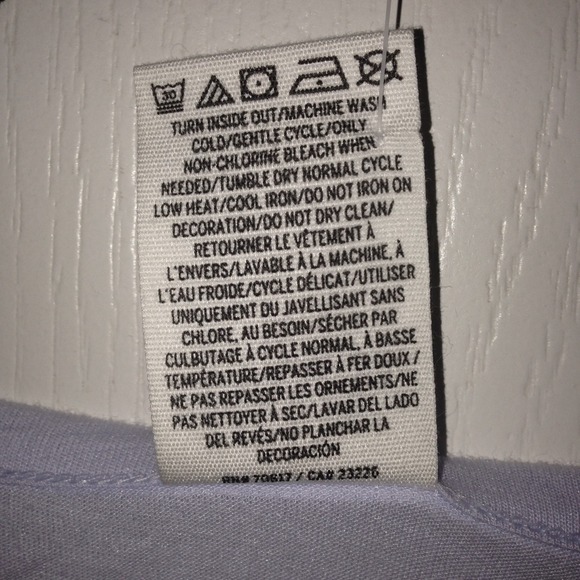 30
TURN INSIDE OUT/MACHINE WASH
COLD/GENTLE CYCLE/ONLY
NON-CHLORINE BLEACH WHEN
NEEDED/TUMBLE DRY NORMAL CYCLE
LOW HEAT/COOL IRON/DO NOT IRON ON
DECORATION/DO NOT DRY CLEAN/
RETOURNER LE VÊTEMENT À
L'ENVERS/LAVABLE À LA MACHINE, À
L'EAU FROIDE/CYCLE DÉLICAT/UTILISER
UNIQUEMENT DU JAVELLISANT SANS
CHLORE, AU BESOIN/SÉCHER PAR
CULBUTAGE À CYCLE NORMAL, À BASSE
TEMPÉRATURE/REPASSER À FER DOUX/
NE PAS REPASSER LES ORNEMENTS/NE
PAS NETTOYER À SEC/LAVAR DEL LADO
DEL REVÉS/NO PLANCHAR LA
DECORACIÓN
RN# 70617 / CA# 23226